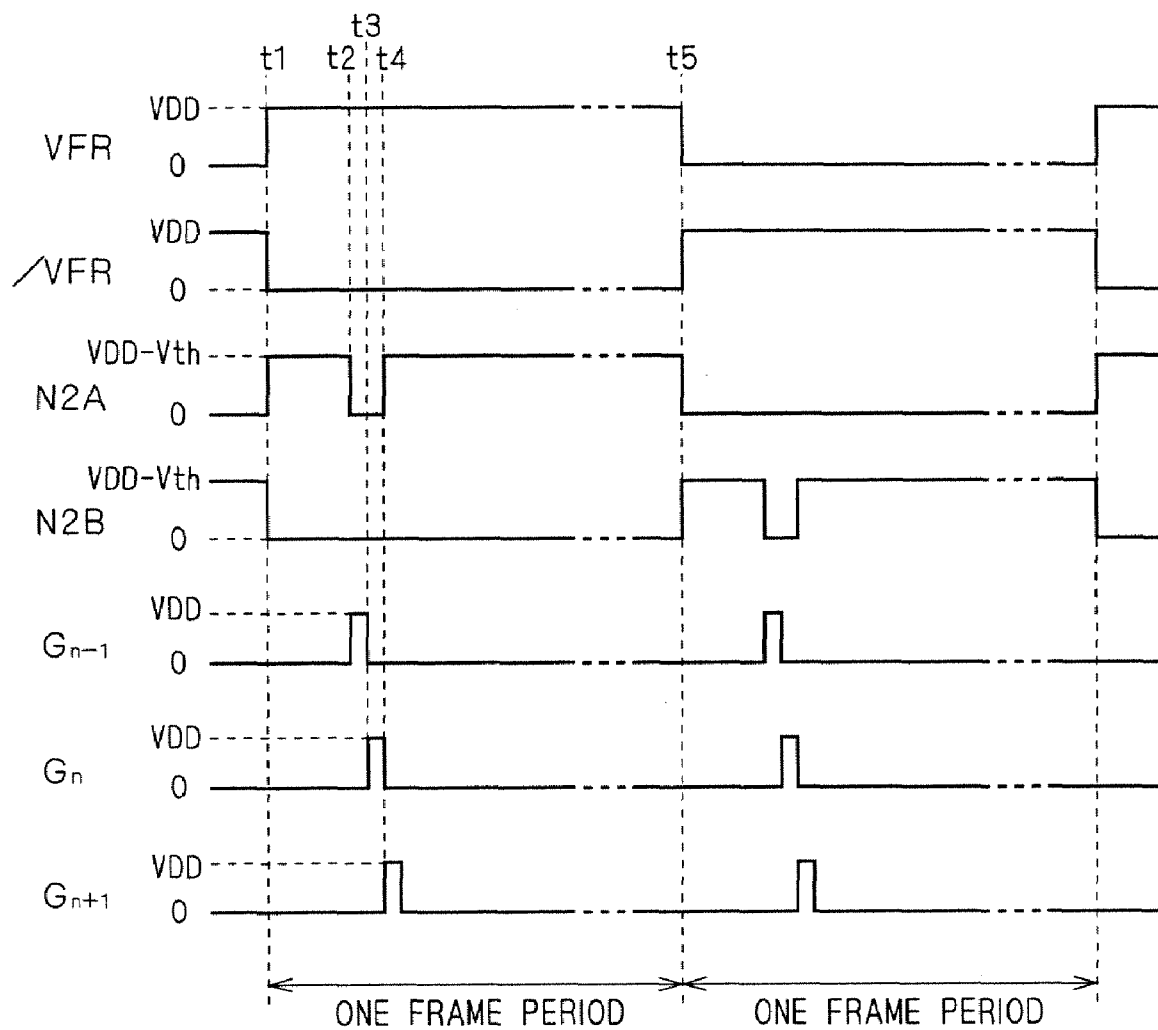 t3
t1 t2 t4 t5
VDD
VFR
0
VDD
/VFR
0
VDD-Vth
N2A
0
VDD-Vth
N2B
0
VDD
Gn-1
0
VDD
Gn
0
VDD
Gn+1
0
ONE FRAME PERIOD ONE FRAME PERIOD